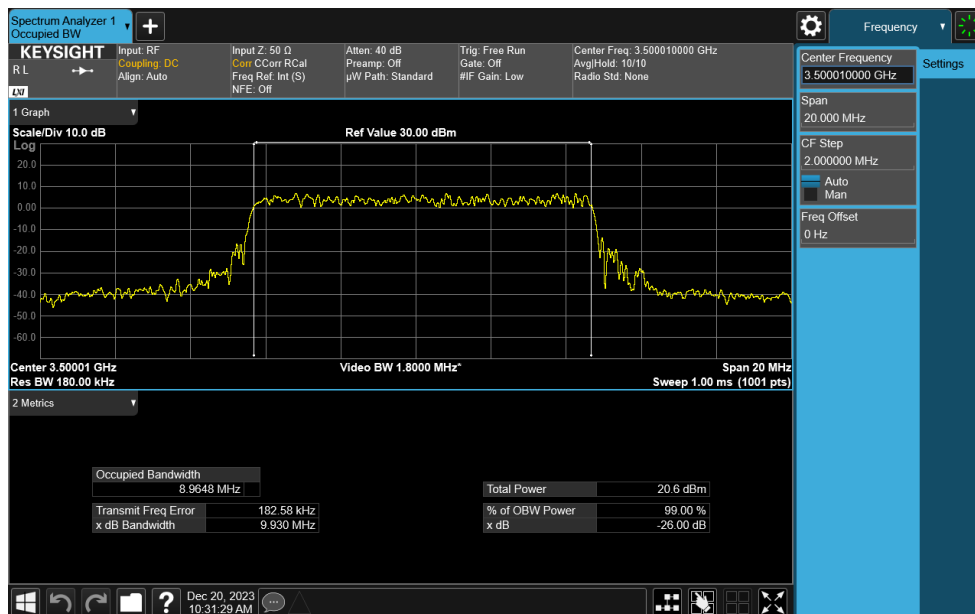 Spectrum Analyzer 1
Occupied BW
+
Frequency
KEYSIGHT
R L
LXI
Input: RF
Coupling: DC
Align: Auto
Input Z: 50 Ω
Corr CCorr RCal
Freq Ref: Int (S)
NFE: Off
Atten: 40 dB
Preamp: Off
µW Path: Standard
Trig: Free Run
Gate: Off
#IF Gain: Low
Center Freq: 3.500010000 GHz
Avg|Hold: 10/10
Radio Std: None
Center Frequency
3.500010000 GHz
Settings
Span
20.000 MHz
CF Step
2.000000 MHz
Auto
Man
Freq Offset
0 Hz
1 Graph
Scale/Div 10.0 dB
Ref Value 30.00 dBm
Log
20.0
10.0
0.00
-10.0
-20.0
-30.0
-40.0
-50.0
-60.0
Center 3.50001 GHz
Video BW 1.8000 MHz*
Span 20 MHz
Res BW 180.00 kHz
Sweep 1.00 ms (1001 pts)
2 Metrics
Occupied Bandwidth
8.9648 MHz
Total Power 20.6 dBm
Transmit Freq Error 182.58 kHz
% of OBW Power 99.00 %
x dB Bandwidth 9.930 MHz
x dB -26.00 dB
?
Dec 20, 2023
10:31:29 AM